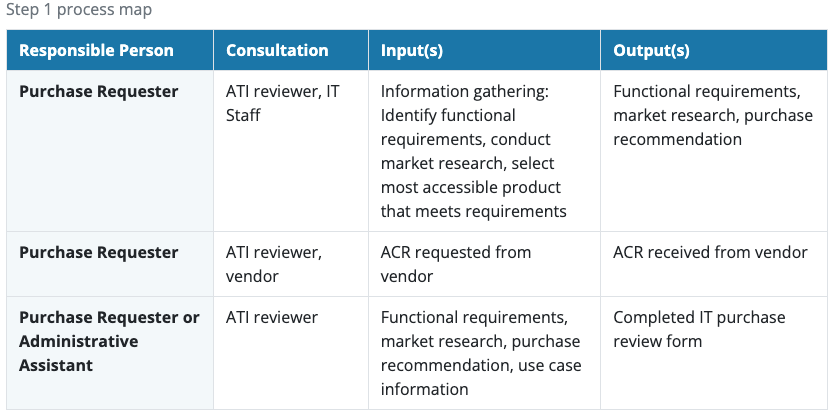 Step 1 process map
Responsible Person
Consultation
Input(s)
Output(s)
Purchase Requester
ATI reviewer, IT
Staff
Information gathering:
Identify functional
requirements, conduct
market research, select
most accessible product
that meets requirements
Functional requirements,
market research, purchase
recommendation
Purchase Requester
ATI reviewer,
vendor
ACR requested from
vendor
ACR received from vendor
Purchase Requester or
Administrative
Assistant
ATI reviewer
Functional requirements,
market research, purchase
recommendation, use case
information
Completed IT purchase
review form